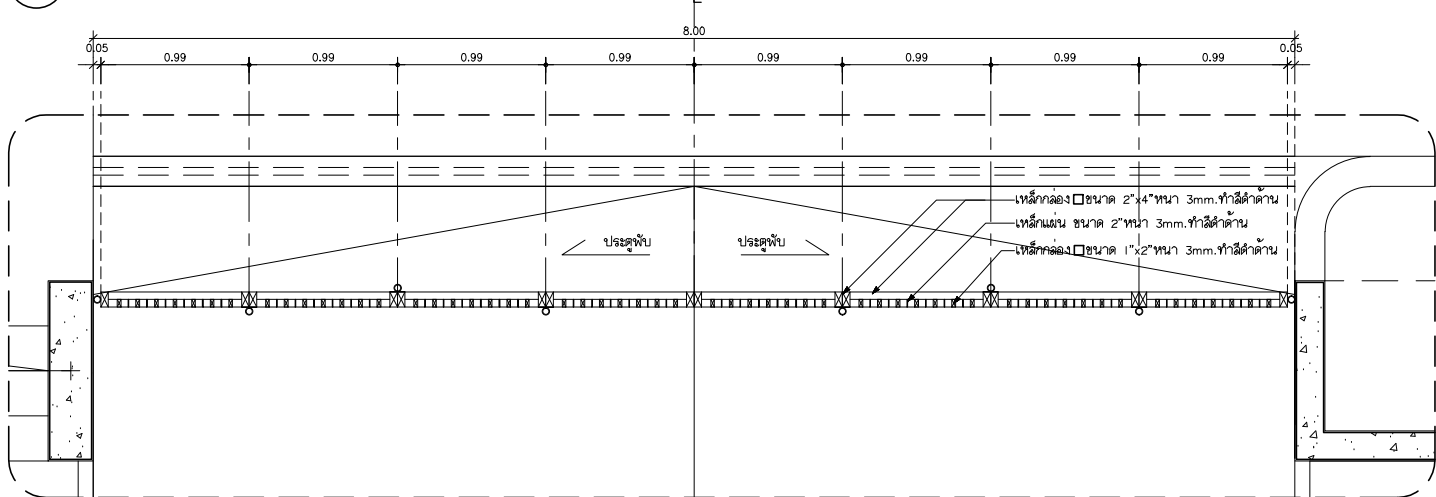 8.00
0.05 0.99 0.99 0.99 0.99 0.99 0.99 0.99 0.99 0.05
เหล็กกล่อง ขนาด 2"x4"หนา 3mm.ทำสีดำด้าน
ประตูพับ ประตูพับ เหล็กแผ่น ขนาด 2"หนา 3mm.ทำสีดำด้าน
เหล็กกล่อง ขนาด 1"x2"หนา 3mm.ทำสีดำด้าน